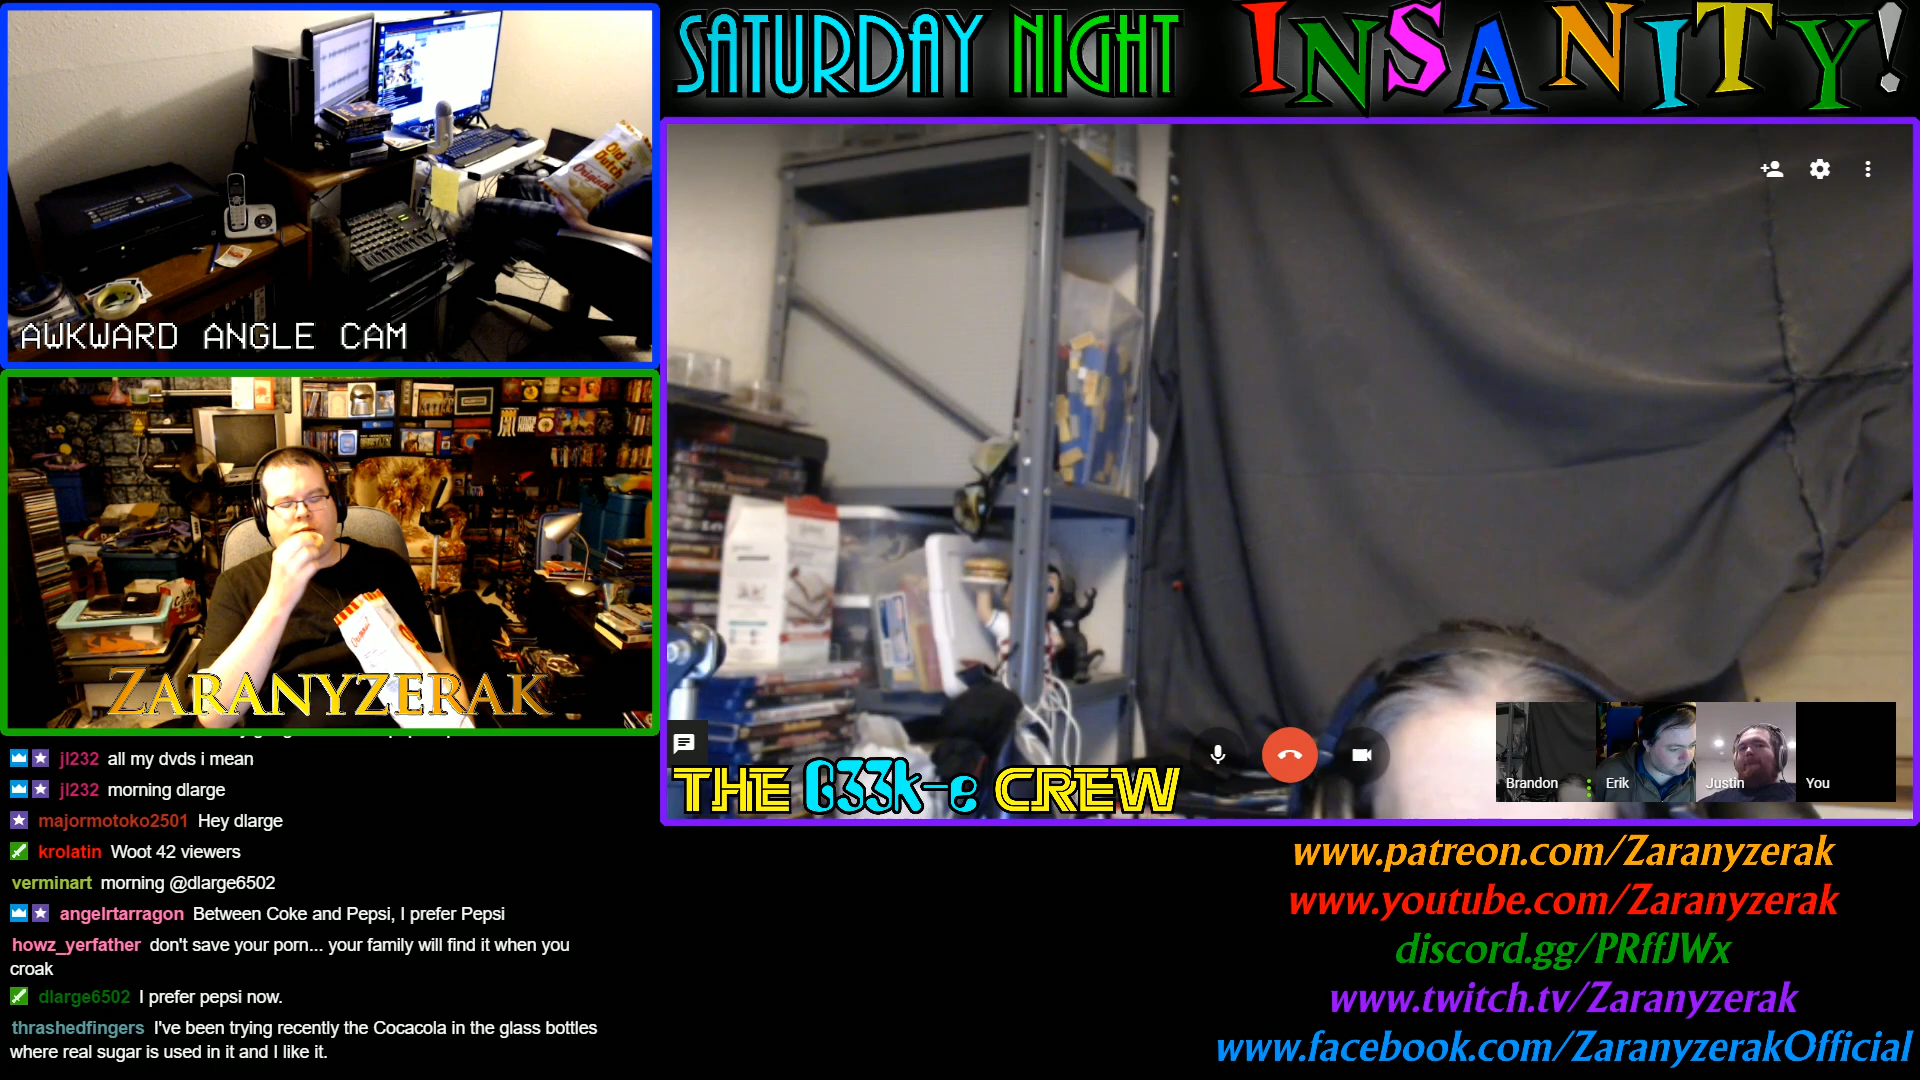 SATURDAY NIGHT INSANITY!
Old
Dutch
Original
AWKWARD ANGLE CAM
ZARANYZERAK
THE G33k-e CREW
Brandon
Erik
Justin
You
jl232 all my dvds i mean
jl232 morning dlarge
majormotoko2501 Hey dlarge
krolatin Woot 42 viewers
verminart morning @dlarge6502
angelrtarragon Between Coke and Pepsi, I prefer Pepsi
howz_yerfather don't save your porn... your family will find it when you
croak
dlarge6502 I prefer pepsi now.
thrashedfingers I've been trying recently the Cocacola in the glass bottles
where real sugar is used in it and I like it.
www.patreon.com/Zaranyzerak
www.youtube.com/Zaranyzerak
discord.gg/PRffJWx
www.twitch.tv/Zaranyzerak
www.facebook.com/ZaranyzerakOfficial